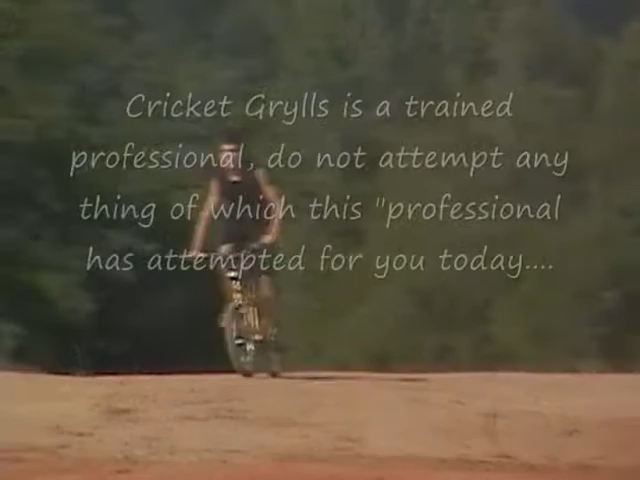 Cricket Grylls is a trained
professional, do not attempt any
thing of which this "professional
has attempted for you today....